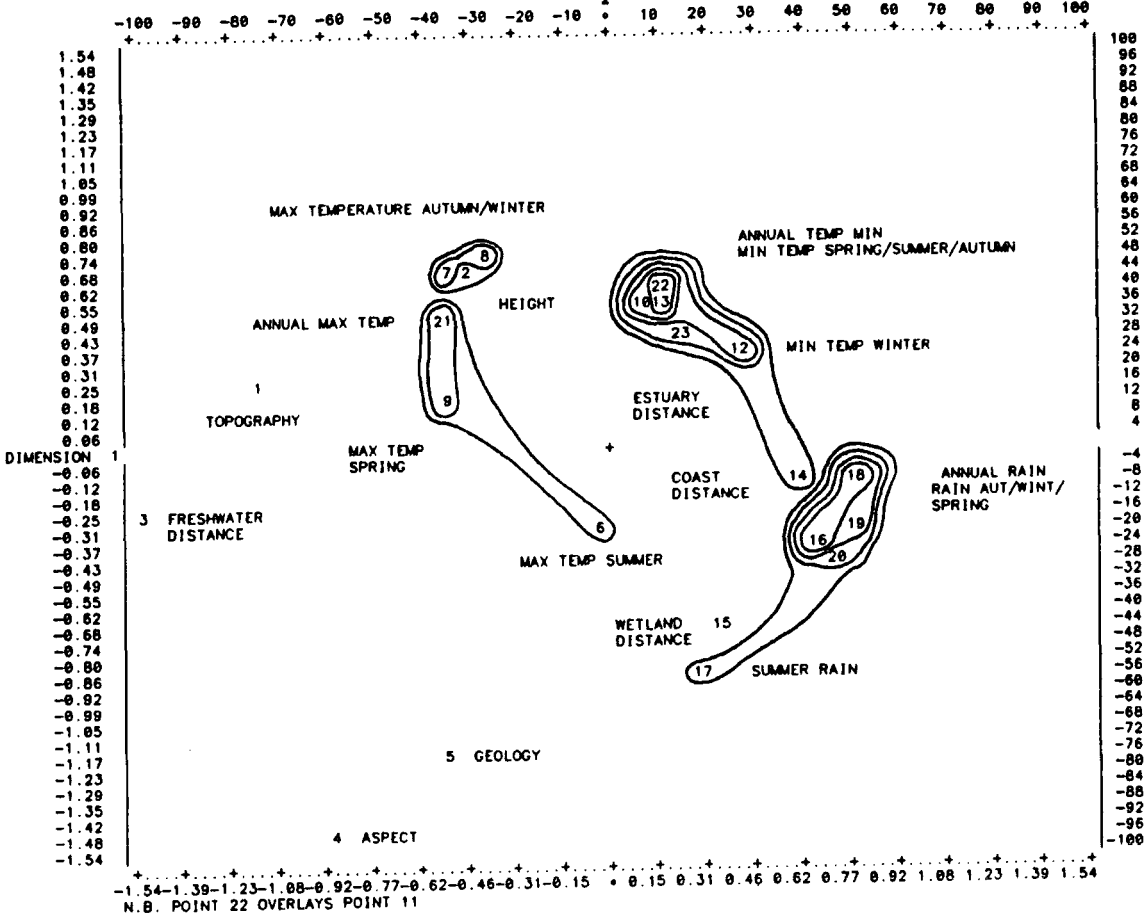 -100 -90 -80 -70 -60 -50 -40 -30 -20 -10 0 10 20 30 40 50 60 70 80 90 100
1.54 100
1.48 96
1.42 92
1.35 88
1.29 84
1.23 80
1.17 76
1.11 72
1.05 68
0.99 64
0.92 60
0.86 56
0.80 52
0.74 48
0.68 44
0.62 40
0.55 36
0.49 32
0.43 28
0.37 24
0.31 20
0.25 16
0.18 12
0.12 8
0.06 4
DIMENSION 1
-0.06 -4
-0.12 -8
-0.18 -12
-0.25 -16
-0.31 -20
-0.37 -24
-0.43 -28
-0.49 -32
-0.55 -36
-0.62 -40
-0.68 -44
-0.74 -48
-0.80 -52
-0.86 -56
-0.92 -60
-0.99 -64
-1.05 -68
-1.11 -72
-1.17 -76
-1.23 -80
-1.29 -84
-1.35 -88
-1.42 -92
-1.48 -96
-1.54 -100
MAX TEMPERATURE AUTUMN/WINTER
8
7 2
HEIGHT
ANNUAL MAX TEMP 21
9
1
TOPOGRAPHY
MAX TEMP
SPRING
3 FRESHWATER
DISTANCE
6
MAX TEMP SUMMER
ANNUAL TEMP MIN
MIN TEMP SPRING/SUMMER/AUTUMN
22
10 13
23
12 MIN TEMP WINTER
ESTUARY
DISTANCE
+
COAST
DISTANCE
14
18
19
16
20
ANNUAL RAIN
RAIN AUT/WINT/
SPRING
WETLAND 15
DISTANCE
17 SUMMER RAIN
5 GEOLOGY
4 ASPECT
-1.54-1.39-1.23-1.08-0.92-0.77-0.62-0.46-0.31-0.15 0.15 0.31 0.46 0.62 0.77 0.92 1.08 1.23 1.39 1.54
N.B. POINT 22 OVERLAYS POINT 11